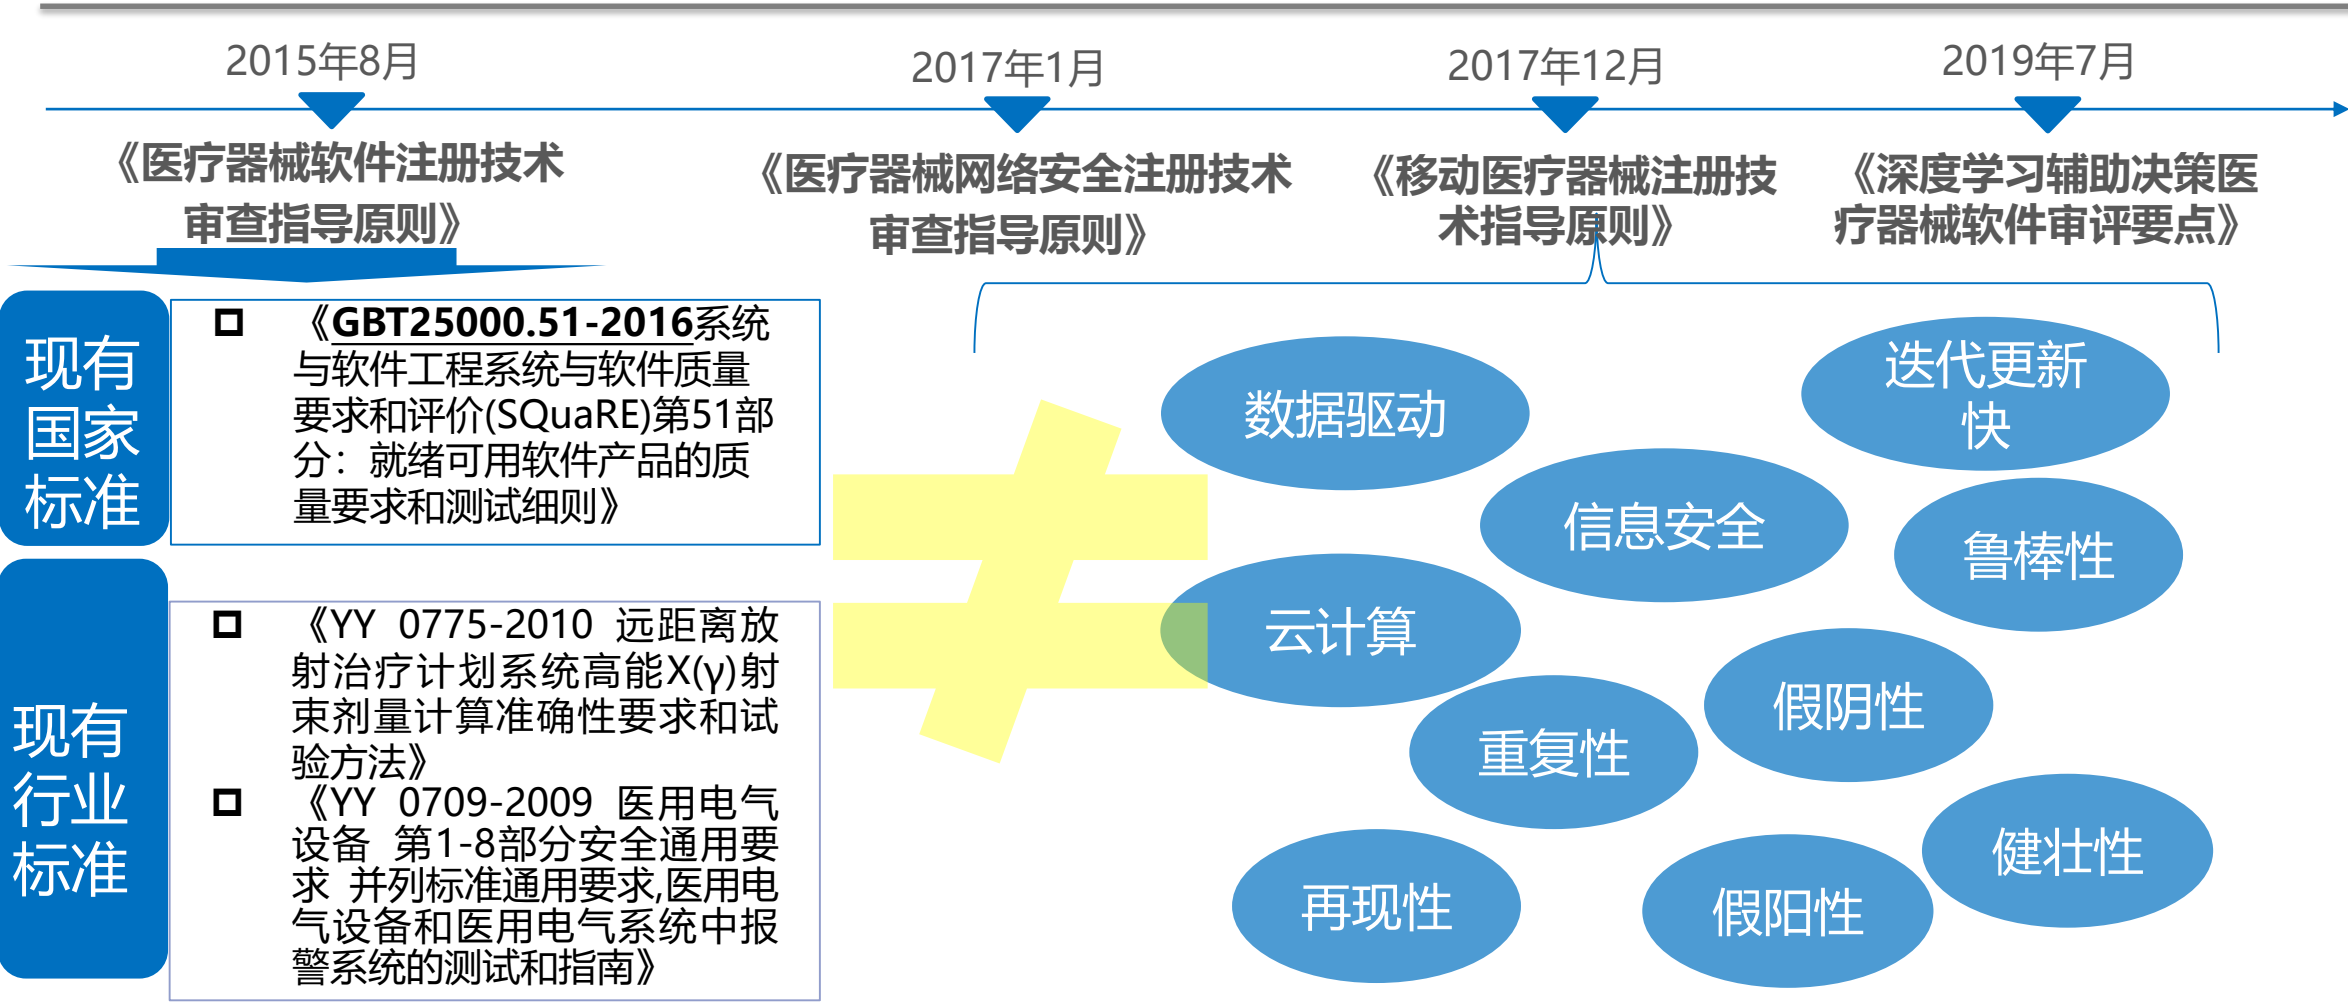 2015年8月
2017年1月
2017年12月
2019年7月
《医疗器械软件注册技术
审查指导原则》
《医疗器械网络安全注册技术
审查指导原则》
《移动医疗器械注册技
术指导原则》
《深度学习辅助决策医
疗器械软件审评要点》
现有
国家
标准
《GBT25000.51-2016系统
与软件工程系统与软件质量
要求和评价(SQuaRE)第51部
分：就绪可用软件产品的质
量要求和测试细则》
现有
行业
标准
《YY 0775-2010 远距离放
射治疗计划系统高能X(γ)射
束剂量计算准确性要求和试
验方法》
《YY 0709-2009 医用电气
设备 第1-8部分安全通用要
求 并列标准通用要求,医用电
气设备和医用电气系统中报
警系统的测试和指南》
≠
数据驱动
迭代更新
快
信息安全
鲁棒性
云计算
假阴性
重复性
健壮性
再现性
假阳性